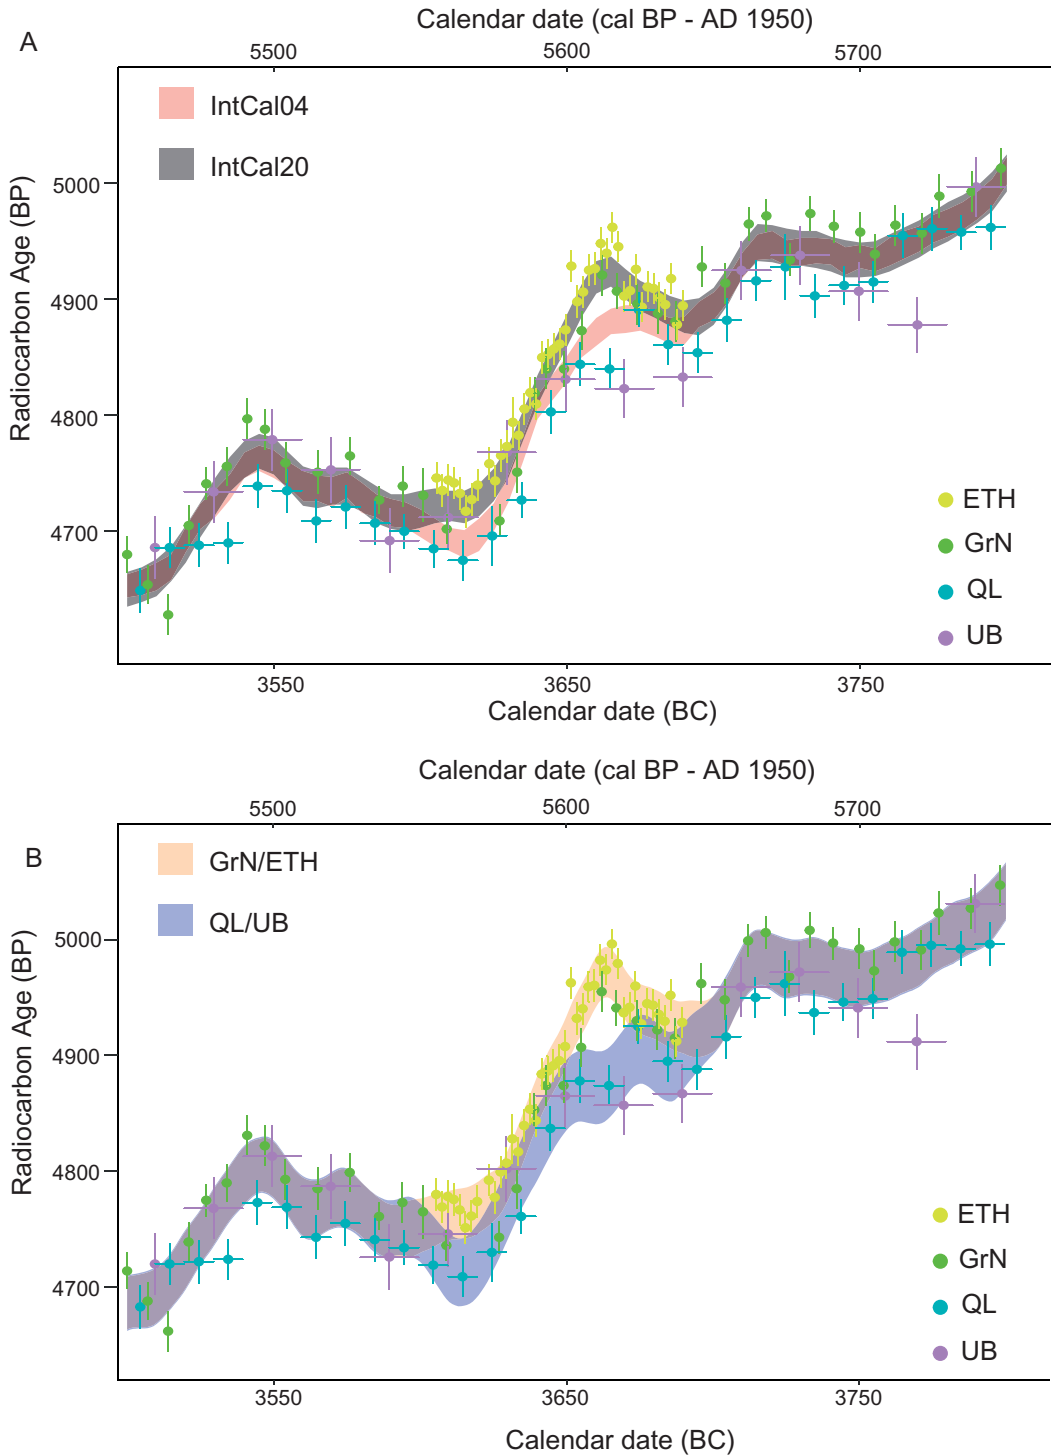 Calendar date (cal BP - AD 1950)
A
5500 5600 5700
IntCal04
IntCal20
Radiocarbon Age (BP)
5000
4900
4800
4700
ETH
GrN
QL
UB
3550 3650 3750
Calendar date (BC)
Calendar date (cal BP - AD 1950)
5500 5600 5700
B
GrN/ETH
QL/UB
Radiocarbon Age (BP)
5000
4900
4800
4700
ETH
GrN
QL
UB
3550 3650 3750
Calendar date (BC)